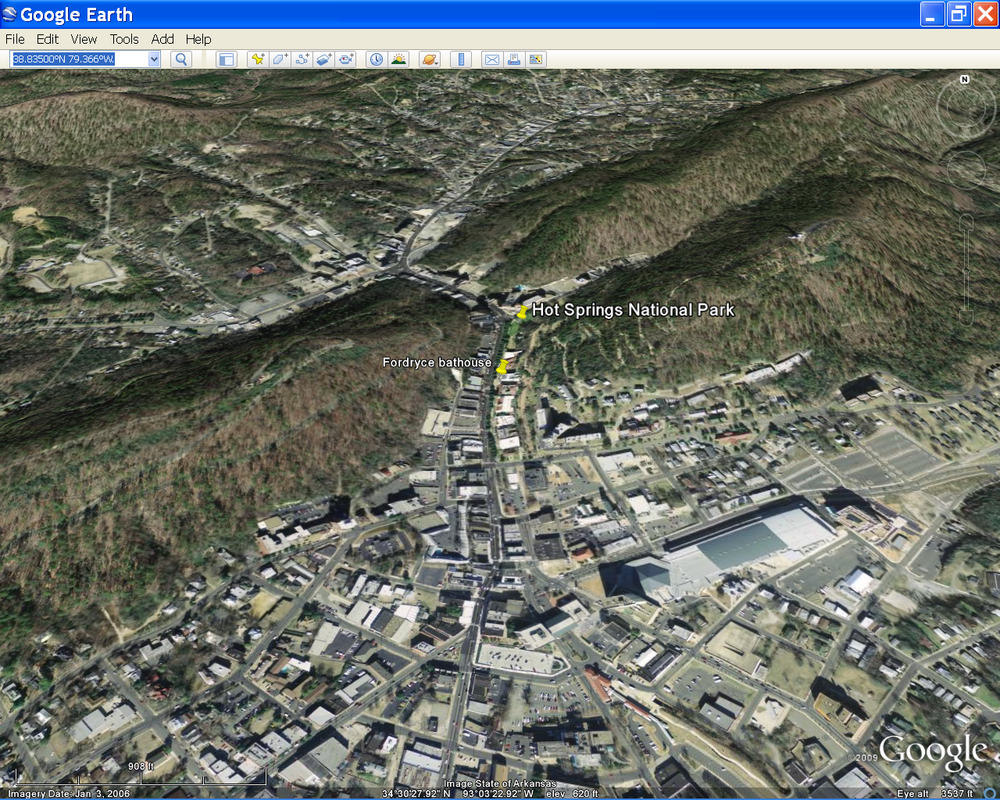 Google Earth
File Edit View Tools Add Help
38.83500°N 79.366°W.
N
Hot Springs National Park
Fordryce bathouse
908 ft
©2009 Google
Image State of Arkansas
Imagery Date: Jan 3, 2006
34°30'27.92" N 93°03'22.92" W elev 620 ft
Eye alt 3537 ft